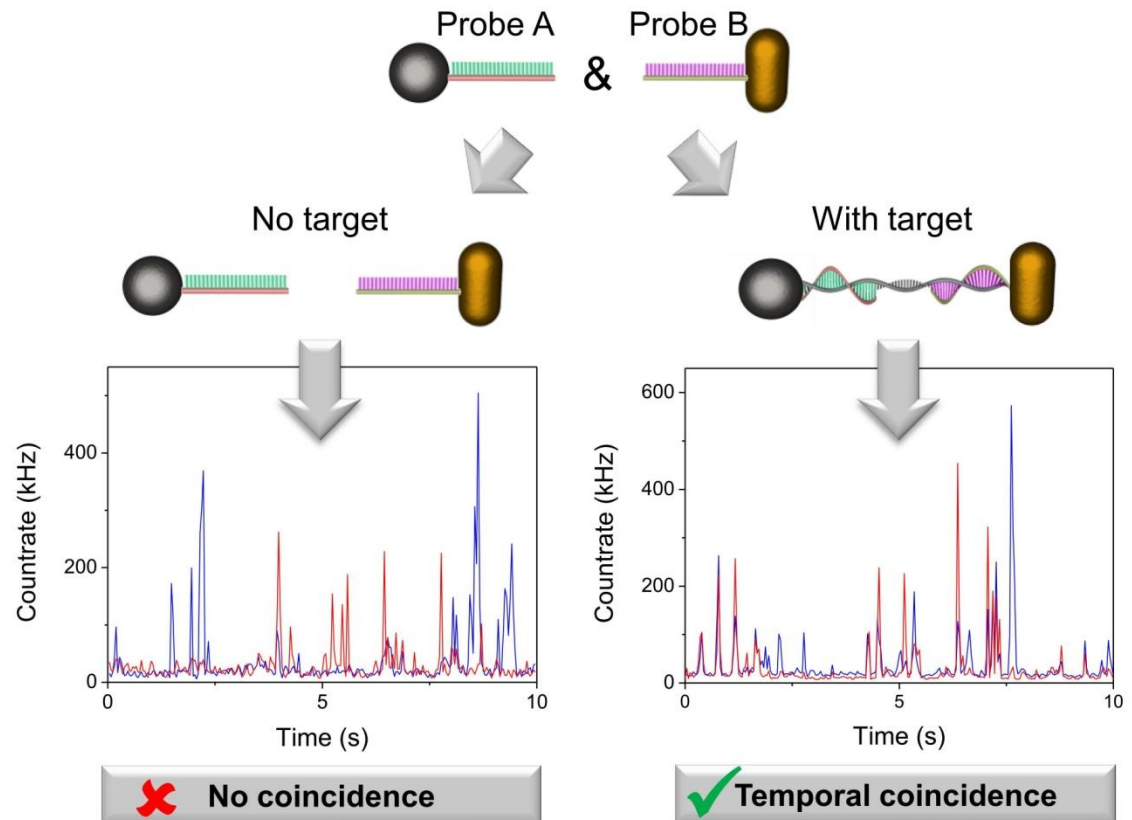 Probe A
&
Probe B
No target
With target
Countrate (kHz)
400
200
0
0
5
10
Time (s)
Countrate (kHz)
600
400
200
0
0
5
10
Time (s)
No coincidence
Temporal coincidence